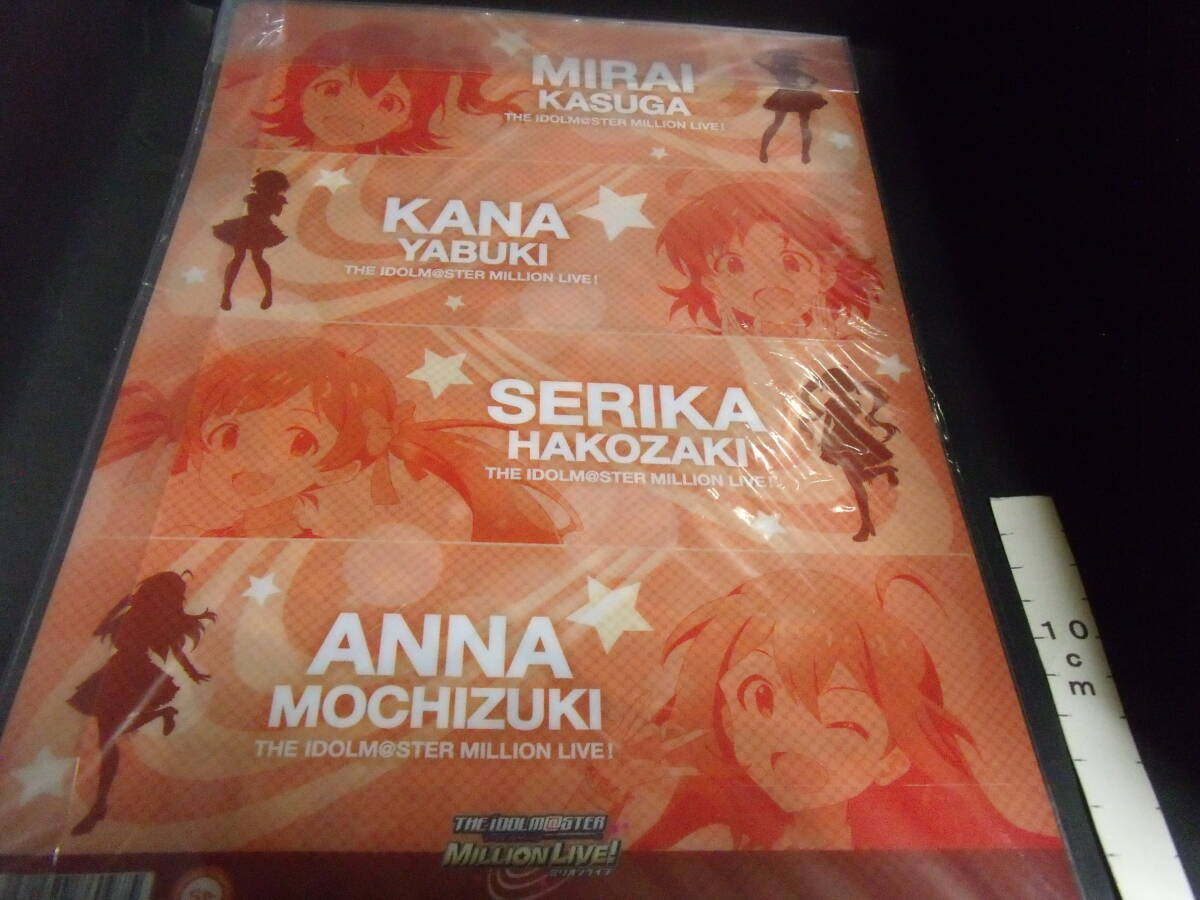 MIRAI
KASUGA
THE IDOLM@STER MILLION LIVE!
KANA
YABUKI
THE IDOLM@STER MILLION LIVE!
SERIKA
HAKOZAKI
THE IDOLM@STER MILLION LIVE!
ANNA
MOCHIZUKI
THE IDOLM@STER MILLION LIVE!
THE IDOLM@STER
MILLION LIVE!
ミリオンライブ
10
cm